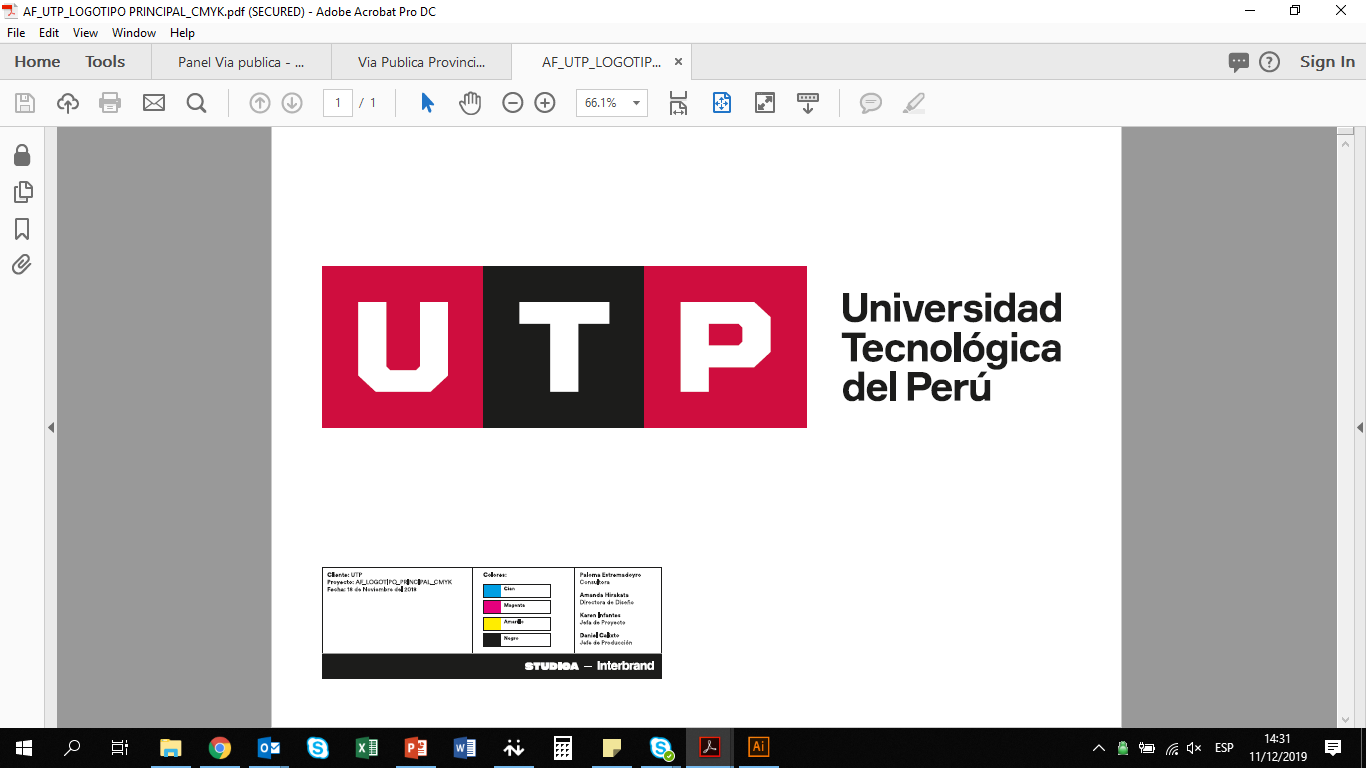 AF_UTP_LOGOTIPO PRINCIPAL_CMYK.pdf (SECURED) - Adobe Acrobat Pro DC
File Edit View Window Help
Home Tools Panel Via publica - ... Via Publica Provinci... AF_UTP_LOGOTIP... Sign In
1 / 1 66.1%
UTP
Universidad
Tecnológica
del Perú
Cliente: UTP
Proyecto: AF_LOGOTIPO_PRINCIPAL_CMYK
Fecha: 18 de Noviembre del 2018
Colores:
Cian
Magenta
Amarillo
Negro
Paloma Estremadoyro
Consultora
Amanda Hirakata
Directora de Diseño
Karen Infantes
Jefa de Proyecto
Daniel Calixto
Jefe de Producción
STUDIOA — Interbrand
ESP
14:31
11/12/2019